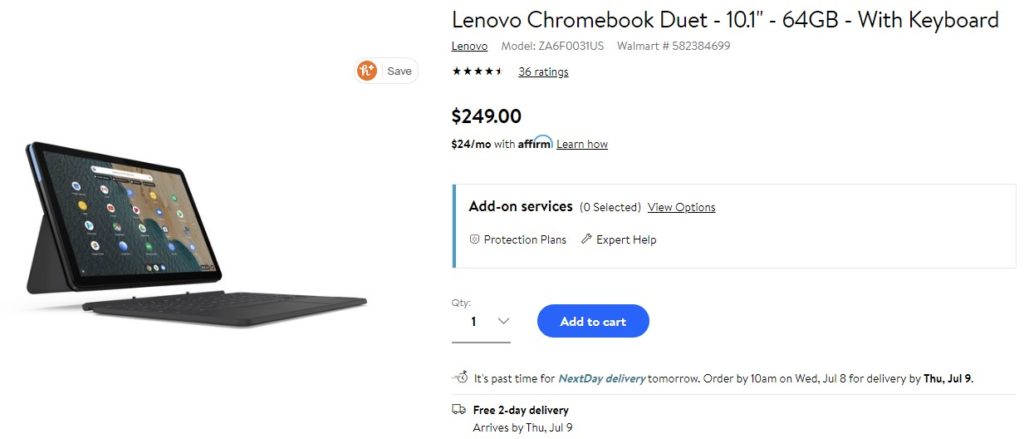 Lenovo Chromebook Duet - 10.1" - 64GB - With Keyboard
Lenovo Model: ZA6F0031US Walmart # 582384699
36 ratings
Save
$249.00
$24/mo with affirm Learn how
Add-on services (0 Selected) View Options
Protection Plans Expert Help
Qty:
1 Add to cart
It's past time for NextDay delivery tomorrow. Order by 10am on Wed, Jul 8 for delivery by Thu, Jul 9.
Free 2-day delivery
Arrives by Thu, Jul 9